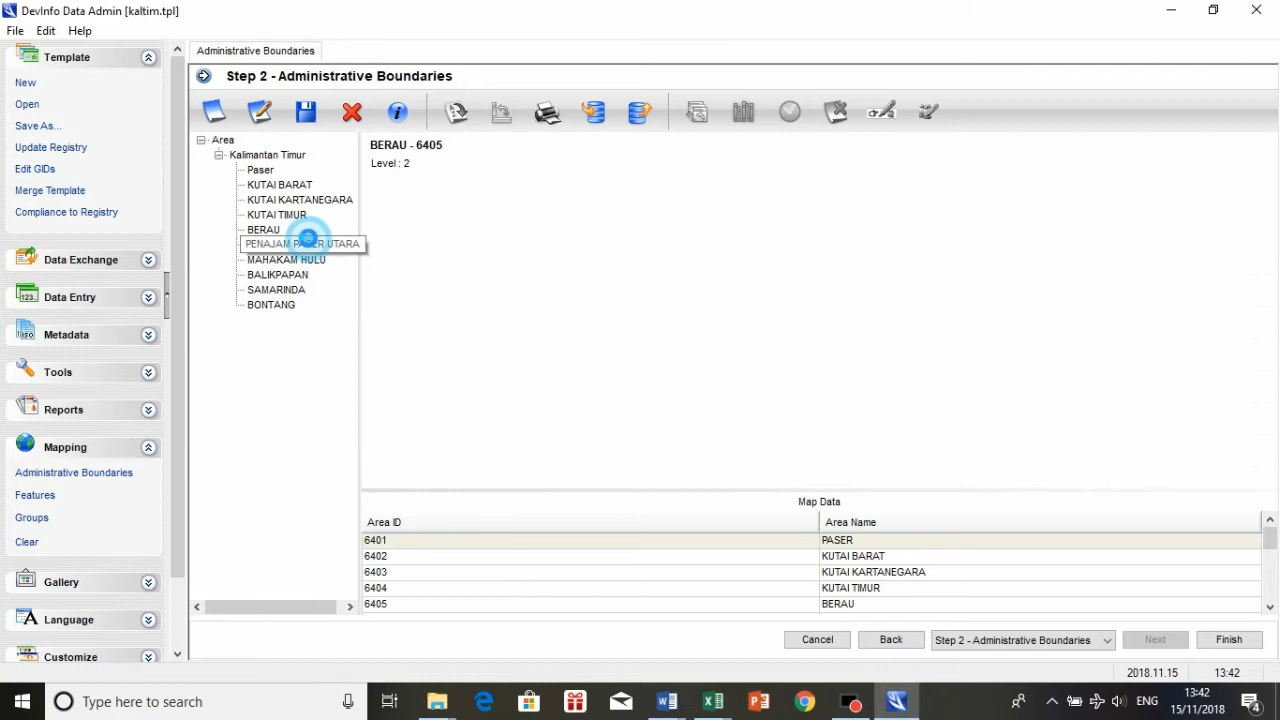 DevInfo Data Admin [kaltim.tpl]
File Edit Help
Template
New
Open
Save As...
Update Registry
Edit GIDs
Merge Template
Compliance to Registry
Data Exchange
Data Entry
Metadata
Tools
Reports
Mapping
Administrative Boundaries
Features
Groups
Clear
Gallery
Language
Customize
Administrative Boundaries
Step 2 - Administrative Boundaries
Area
Kalimantan Timur
Paser
KUTAI BARAT
KUTAI KARTANEGARA
KUTAI TIMUR
BERAU
PENAJAM PASER UTARA
MAHAKAM HULU
BALIKPAPAN
SAMARINDA
BONTANG
BERAU - 6405
Level : 2
Map Data
Area ID Area Name
6401 PASER
6402 KUTAI BARAT
6403 KUTAI KARTANEGARA
6404 KUTAI TIMUR
6405 BERAU
Cancel Back Step 2 - Administrative Boundaries Next Finish
2018.11.15 13:42
Type here to search
ENG
13:42
15/11/2018
4